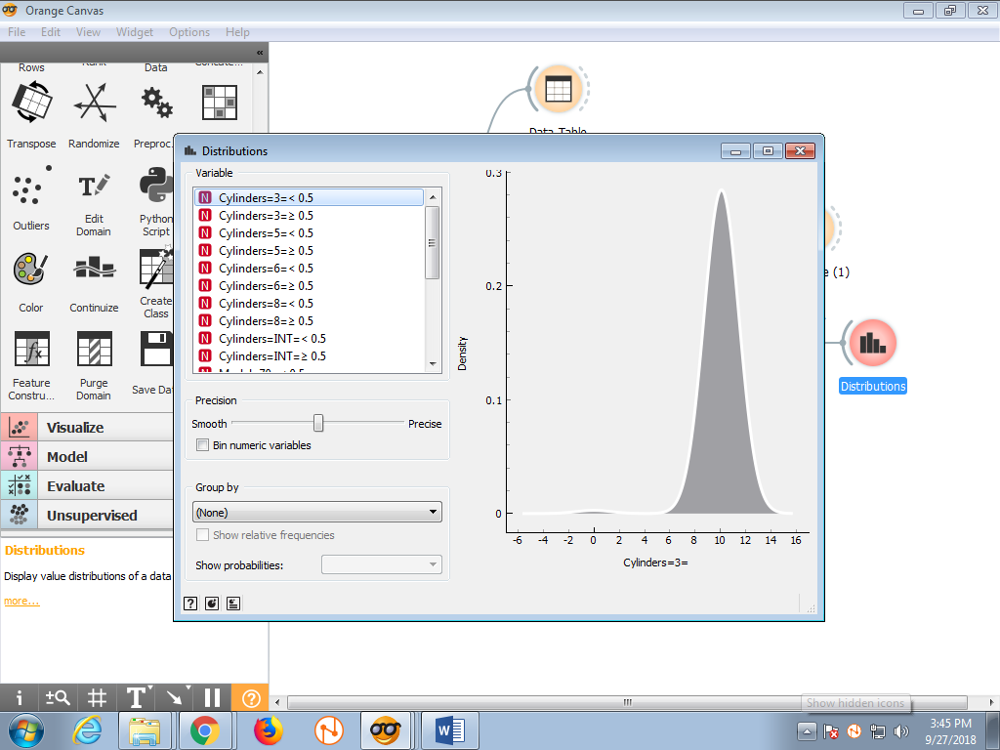 Orange Canvas
File Edit View Widget Options Help
«
Rows
Data
Transpose Randomize Preproc..
Outliers
Edit
Domain
Python
Script
Color Continuize
Create
Class
Feature
Constru...
Purge
Domain
Save Dat
Visualize
Model
Evaluate
Unsupervised
Distributions
Display value distributions of a data
more...
Data Table
e (1)
Distributions
Distributions
Variable
N Cylinders=3=< 0.5
N Cylinders=3=≥ 0.5
N Cylinders=5=< 0.5
N Cylinders=5=≥ 0.5
N Cylinders=6=< 0.5
N Cylinders=6=≥ 0.5
N Cylinders=8=< 0.5
N Cylinders=8=≥ 0.5
N Cylinders=INT=< 0.5
N Cylinders=INT=≥ 0.5
Precision
Smooth Precise
Bin numeric variables
Group by
(None)
Show relative frequencies
Show probabilities:
0.3
0.2
0.1
0
Density
-6 -4 -2 0 2 4 6 8 10 12 14 16
Cylinders=3=
Show hidden icons
3:45 PM
9/27/2018